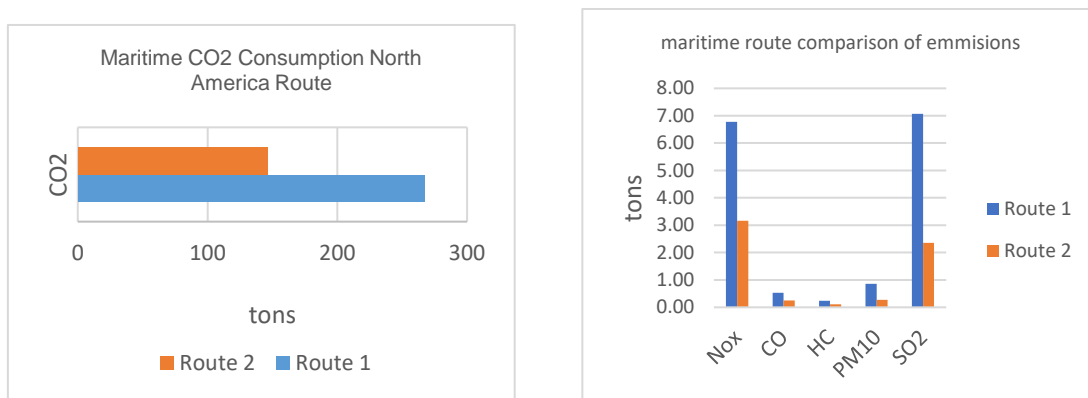 Maritime CO2 Consumption North
America Route
CO2
0 100 200 300
tons
Route 2 Route 1
maritime route comparison of emmisions
8.00
7.00
6.00
5.00
4.00
3.00
2.00
1.00
0.00
tons
Nox CO HC PM10 SO2
Route 1
Route 2